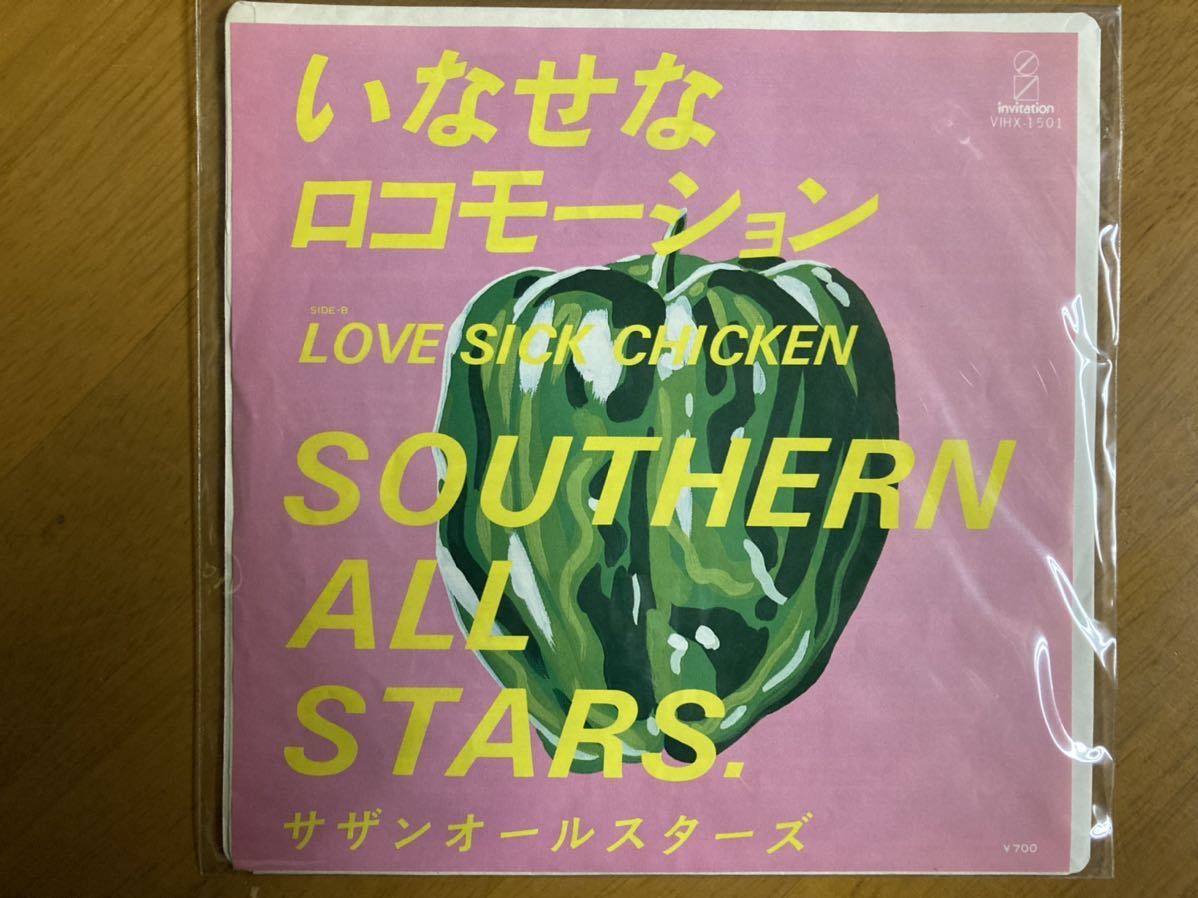 いなせな
ロコモーション
invitation
VIHX-1501
SIDE-B
LOVE SICK CHICKEN
SOUTHERN
ALL
STARS.
サザンオールスターズ
¥700